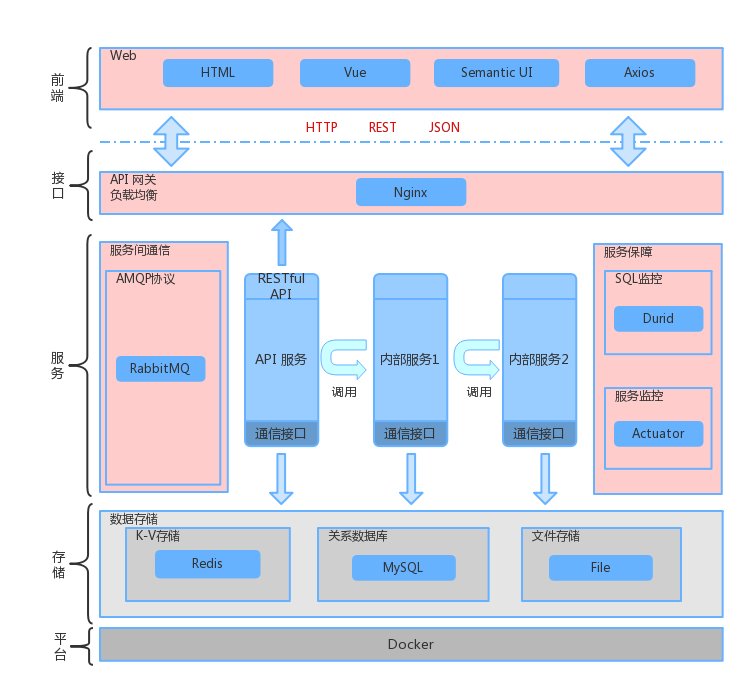 前
端
Web
HTML
Vue
Semantic UI
Axios
HTTP
REST
JSON
接
口
API 网关
负载均衡
Nginx
服
务
服务间通信
AMQP协议
RabbitMQ
RESTful
API
API 服务
通信接口
调用
内部服务1
通信接口
调用
内部服务2
通信接口
服务保障
SQL监控
Durid
服务监控
Actuator
存
储
数据存储
K-V存储
Redis
关系数据库
MySQL
文件存储
File
平
台
Docker